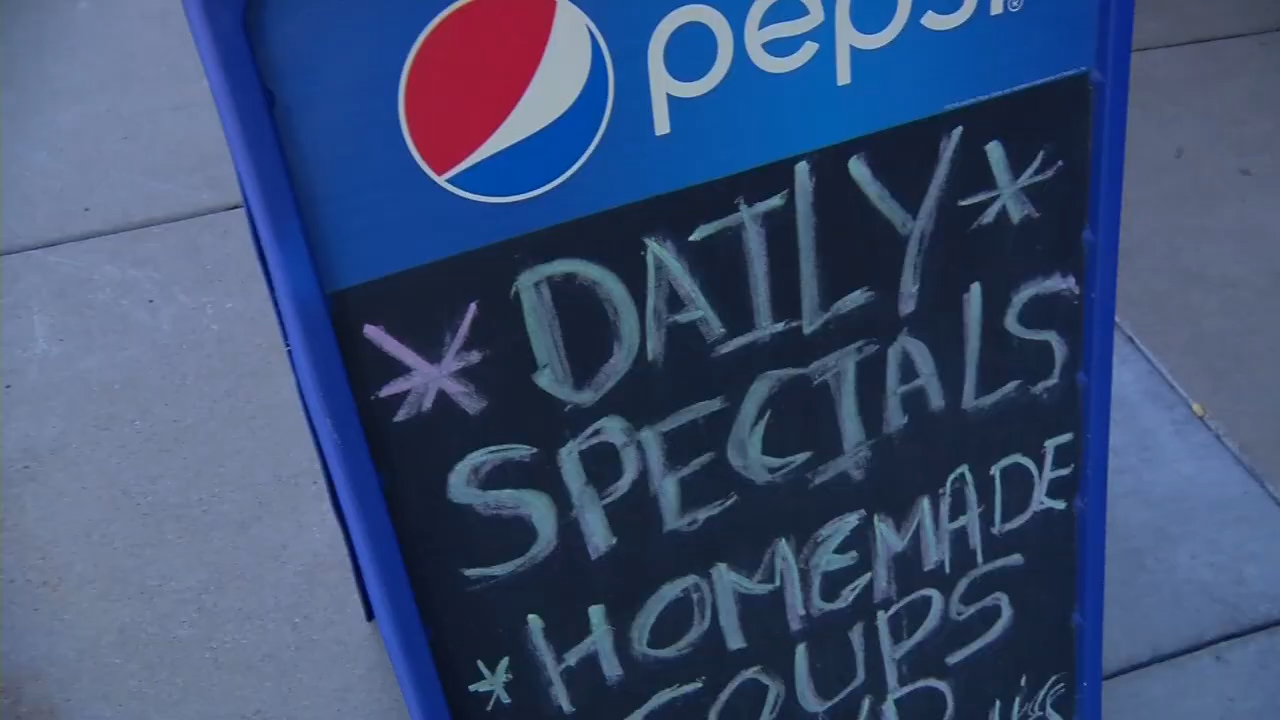 pepsi®
* DAILY *
SPECIALS
* HOMEMADE
SOUPS